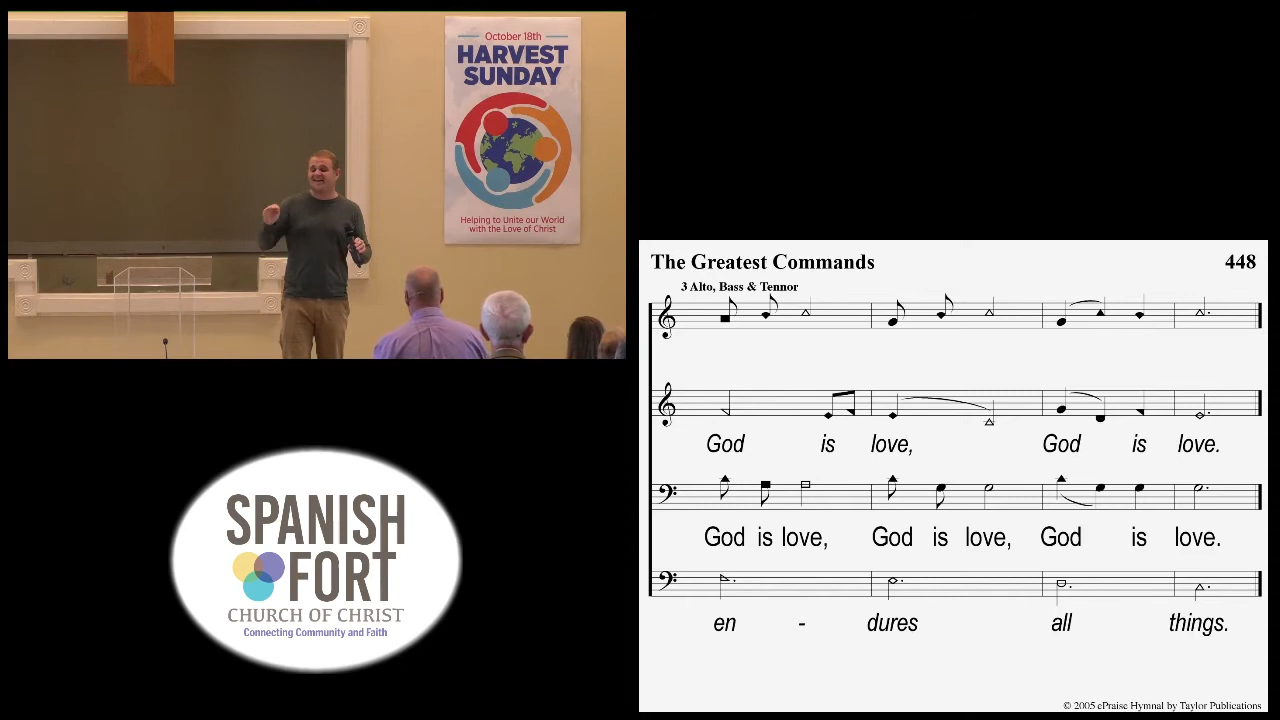 October 18th
HARVEST
SUNDAY
Helping to Unite our World
with the Love of Christ
SPANISH
FORT
CHURCH OF CHRIST
Connecting Community and Faith
The Greatest Commands 448
3 Alto, Bass & Tennor
God is love, God is love.
God is love, God is love, God is love.
en - dures all things.
© 2005 ePraise Hymnal by Taylor Publications